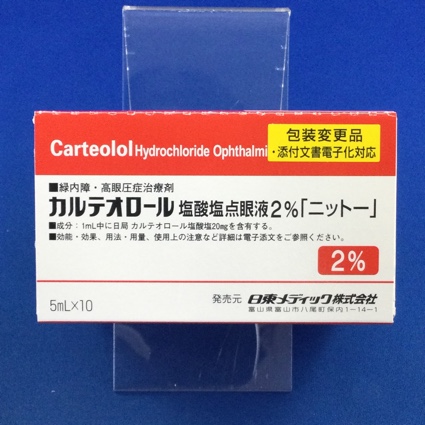 Carteolol Hydrochloride Ophthalmi
包装変更品
・添付文書電子化対応
■緑内障・高眼圧症治療剤
カルテオロール塩酸塩点眼液2%「ニットー」
■成分：1mL中に日局 カルテオロール塩酸塩20mgを含有する。
■効能・効果、用法・用量、使用上の注意など詳細は電子添文をご参照ください。
2%
5mL×10
発売元 日東メディック株式会社
富山県富山市八尾町保内1-14-1